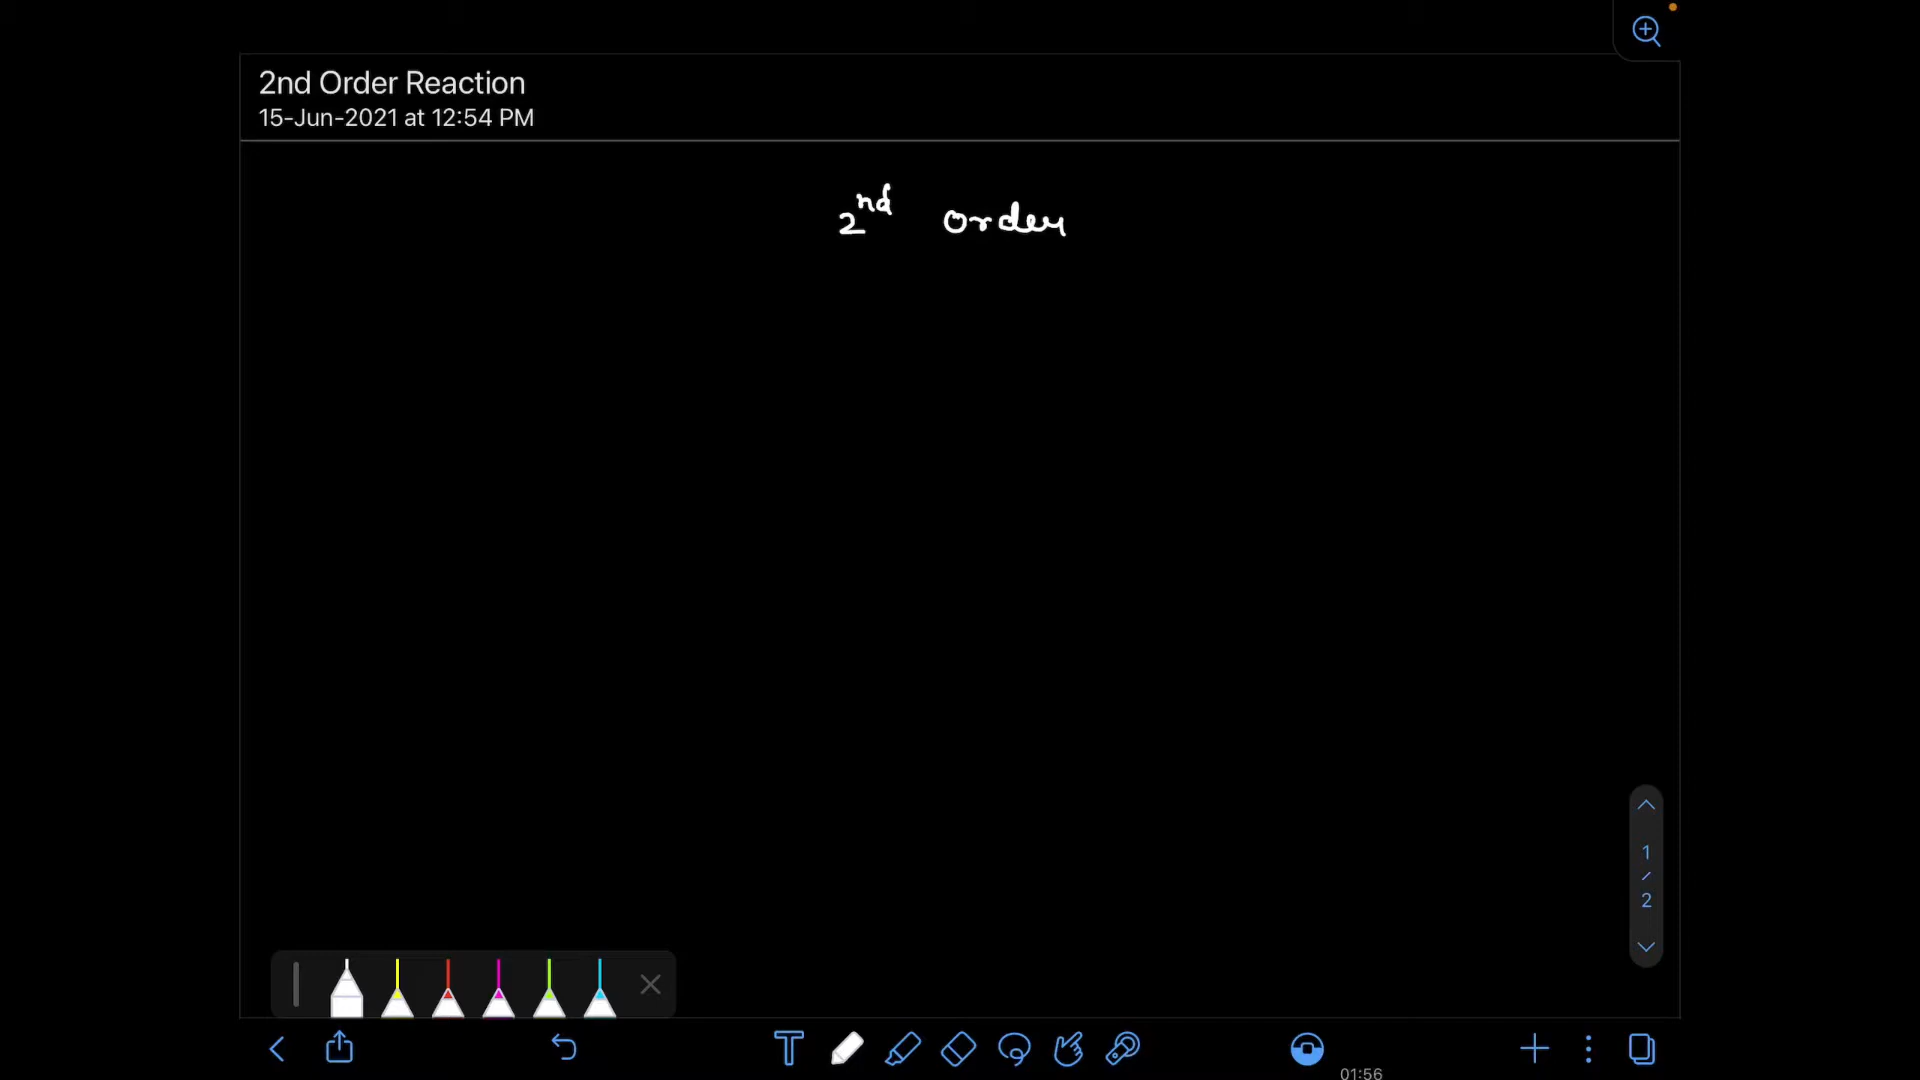 2nd Order Reaction
15-Jun-2021 at 12:54 PM
2nd order
1
/
2
01:56